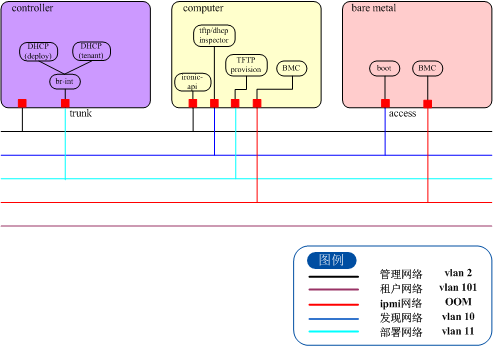 controller
computer
bare metal
DHCP
(deploy)
DHCP
(tenant)
br-int
tftp/dhcp
inspector
ironic-
api
TFTP
provision
BMC
boot
BMC
trunk
access
图例
管理网络 vlan 2
租户网络 vlan 101
ipmi网络 OOM
发现网络 vlan 10
部署网络 vlan 11